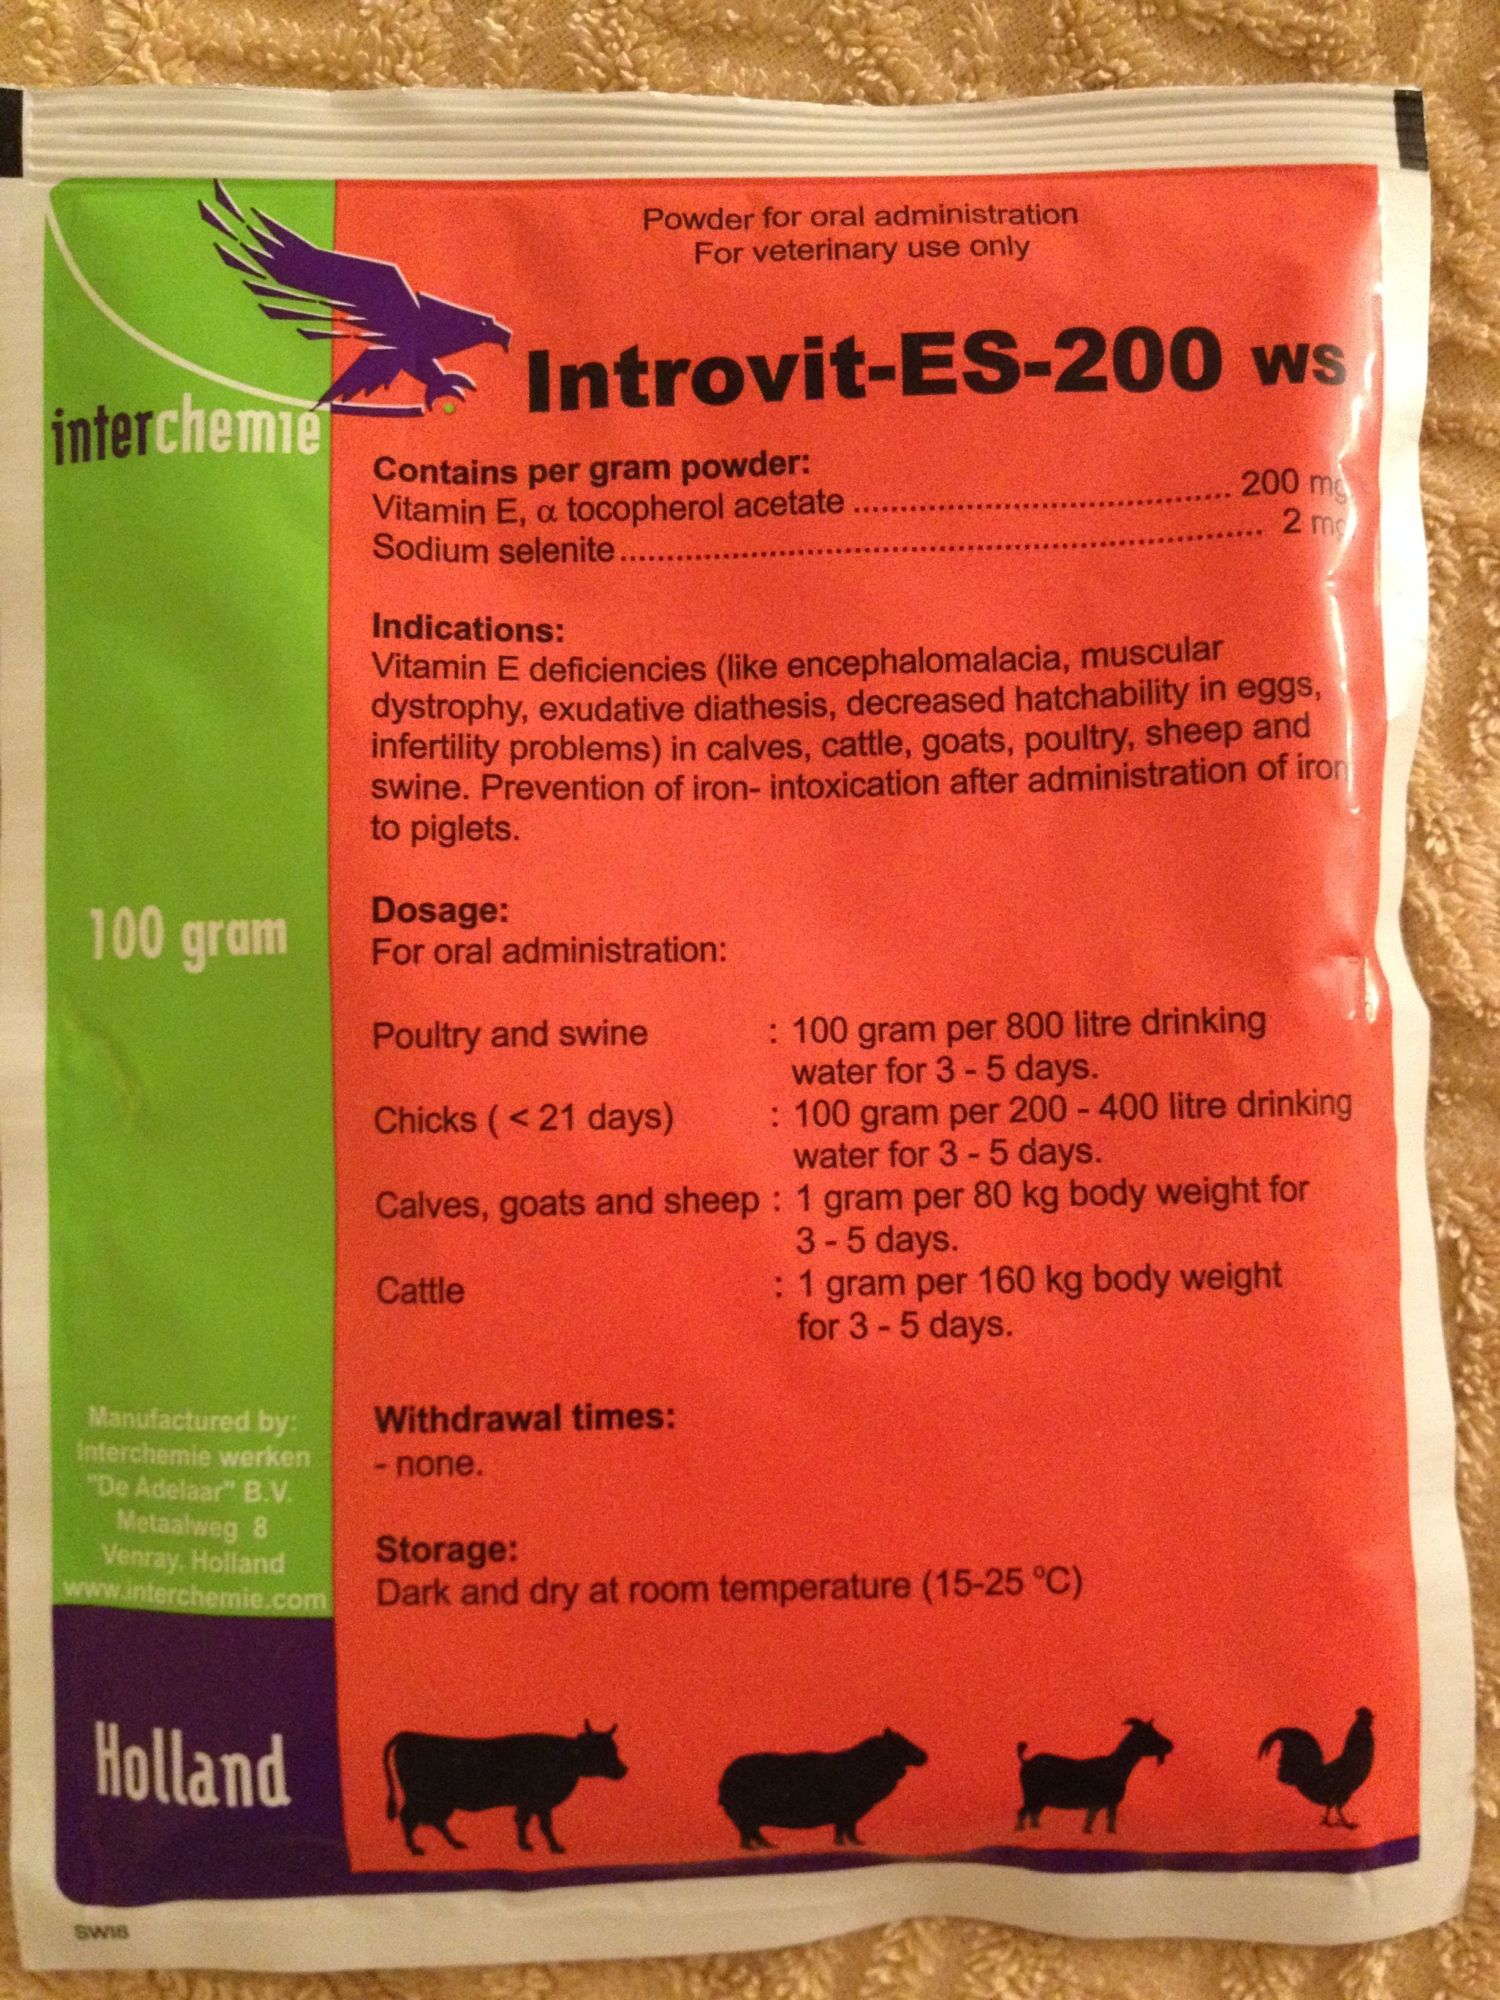 Powder for oral administration
For veterinary use only
interchemie
Introvit-ES-200 ws
Contains per gram powder:
Vitamin E, α tocopherol acetate ........................................ 200 mg
Sodium selenite.................................................................... 2 mg
Indications:
Vitamin E deficiencies (like encephalomalacia, muscular
dystrophy, exudative diathesis, decreased hatchability in eggs,
infertility problems) in calves, cattle, goats, poultry, sheep and
swine. Prevention of iron- intoxication after administration of iron
to piglets.
100 gram
Dosage:
For oral administration:
Poultry and swine : 100 gram per 800 litre drinking
water for 3 - 5 days.
Chicks ( < 21 days) : 100 gram per 200 - 400 litre drinking
water for 3 - 5 days.
Calves, goats and sheep : 1 gram per 80 kg body weight for
3 - 5 days.
Cattle : 1 gram per 160 kg body weight
for 3 - 5 days.
Withdrawal times:
- none.
Storage:
Dark and dry at room temperature (15-25 °C)
Manufactured by:
Interchemie werken
"De Adelaar" B.V.
Metaalweg 8
Venray, Holland
www.interchemie.com
Holland